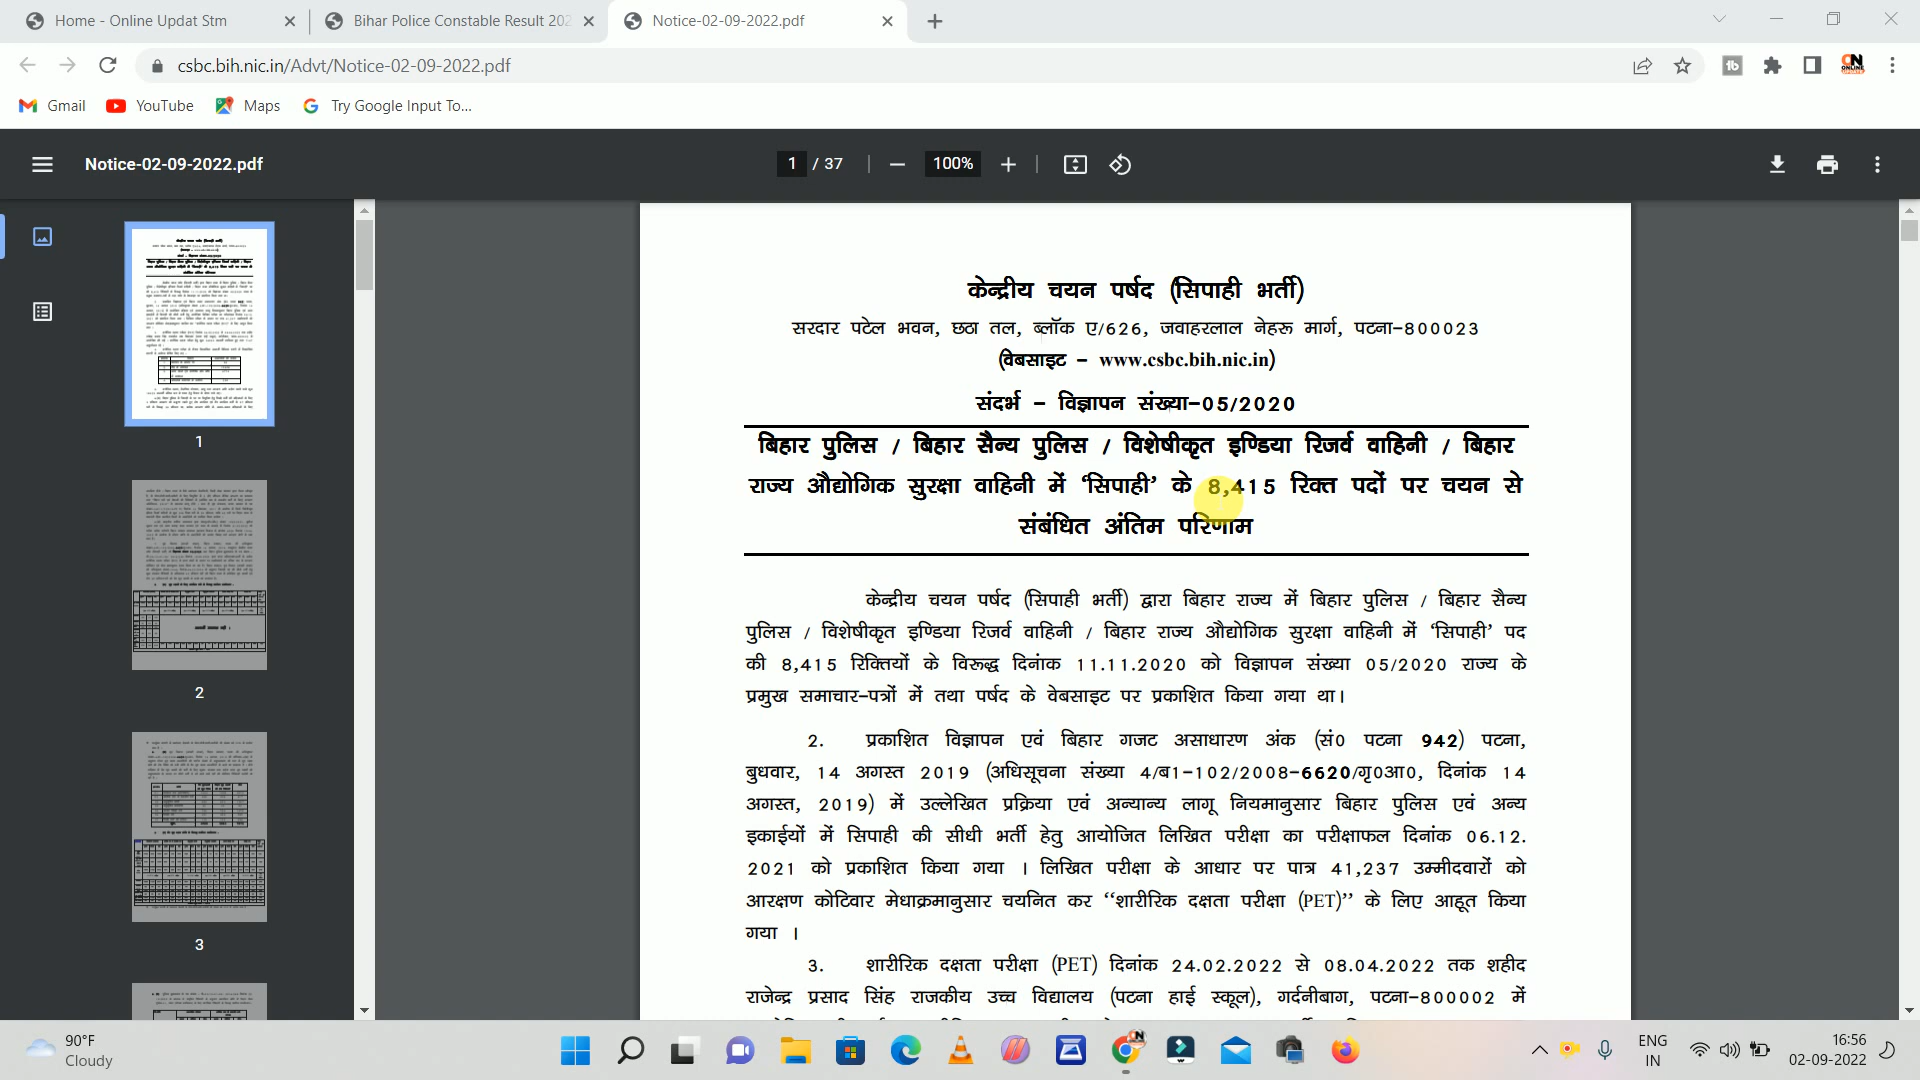 Home - Online Updat Stm
Bihar Police Constable Result 202
Notice-02-09-2022.pdf
csbc.bih.nic.in/Advt/Notice-02-09-2022.pdf
Gmail
YouTube
Maps
Try Google Input To...
Notice-02-09-2022.pdf
1 / 37
100%
केन्द्रीय चयन पर्षद (सिपाही भर्ती)
सरदार पटेल भवन, छठा तल, ब्लॉक ए/626, जवाहरलाल नेहरू मार्ग, पटना-800023
(वेबसाइट - www.csbc.bih.nic.in)
संदर्भ - विज्ञापन संख्या-05/2020
बिहार पुलिस / बिहार सैन्य पुलिस / विशेषीकृत इण्डिया रिजर्व वाहिनी / बिहार
राज्य औद्योगिक सुरक्षा वाहिनी में ‘सिपाही’ के 8,415 रिक्त पदों पर चयन से
संबंधित अंतिम परिणाम
केन्द्रीय चयन पर्षद (सिपाही भर्ती) द्वारा बिहार राज्य में बिहार पुलिस / बिहार सैन्य
पुलिस / विशेषीकृत इण्डिया रिजर्व वाहिनी / बिहार राज्य औद्योगिक सुरक्षा वाहिनी में ‘सिपाही’ पद
की 8,415 रिक्तियों के विरूद्ध दिनांक 11.11.2020 को विज्ञापन संख्या 05/2020 राज्य के
प्रमुख समाचार-पत्रों में तथा पर्षद के वेबसाइट पर प्रकाशित किया गया था।
2. प्रकाशित विज्ञापन एवं बिहार गजट असाधारण अंक (सं0 पटना 942) पटना,
बुधवार, 14 अगस्त 2019 (अधिसूचना संख्या 4/ब1-102/2008-6620/गृ0आ0, दिनांक 14
अगस्त, 2019) में उल्लेखित प्रक्रिया एवं अन्यान्य लागू नियमानुसार बिहार पुलिस एवं अन्य
इकाईयों में सिपाही की सीधी भर्ती हेतु आयोजित लिखित परीक्षा का परीक्षाफल दिनांक 06.12.
2021 को प्रकाशित किया गया । लिखित परीक्षा के आधार पर पात्र 41,237 उम्मीदवारों को
आरक्षण कोटिवार मेधाक्रमानुसार चयनित कर ‘‘शारीरिक दक्षता परीक्षा (PET)’’ के लिए आहूत किया
गया ।
3. शारीरिक दक्षता परीक्षा (PET) दिनांक 24.02.2022 से 08.04.2022 तक शहीद
राजेन्द्र प्रसाद सिंह राजकीय उच्च विद्यालय (पटना हाई स्कूल), गर्दनीबाग, पटना-800002 में
1
2
3
90°F
Cloudy
ENG
IN
16:56
02-09-2022